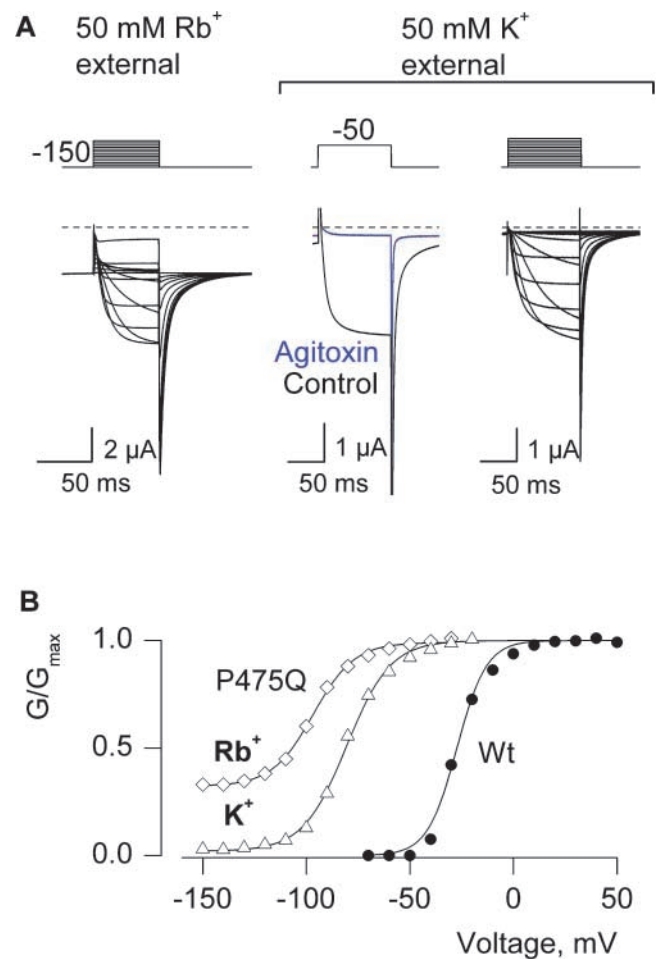 A
50 mM Rb⁺
external
50 mM K⁺
external
-150
-50
Agitoxin
Control
2 µA
50 ms
1 µA
50 ms
1 µA
50 ms
B
G/Gmax
1.0
0.5
0.0
P475Q
Rb⁺
K⁺
Wt
-150 -100 -50 0 50
Voltage, mV